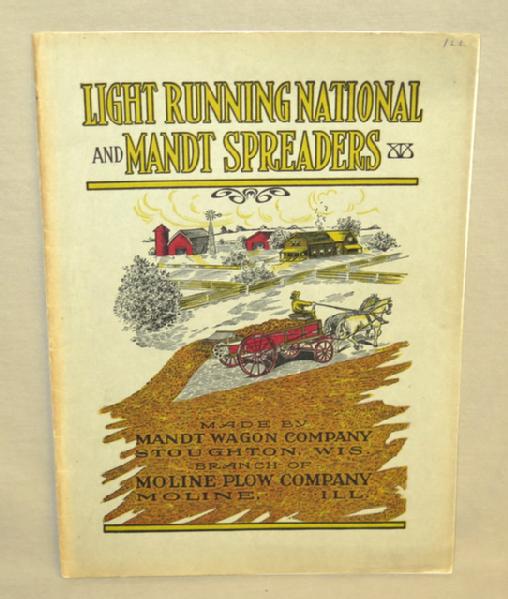 LIGHT RUNNING NATIONAL
AND MANDT SPREADERS
MADE BY
MANDT WAGON COMPANY
STOUGHTON, WIS.
BRANCH OF
MOLINE PLOW COMPANY
MOLINE, ILL.